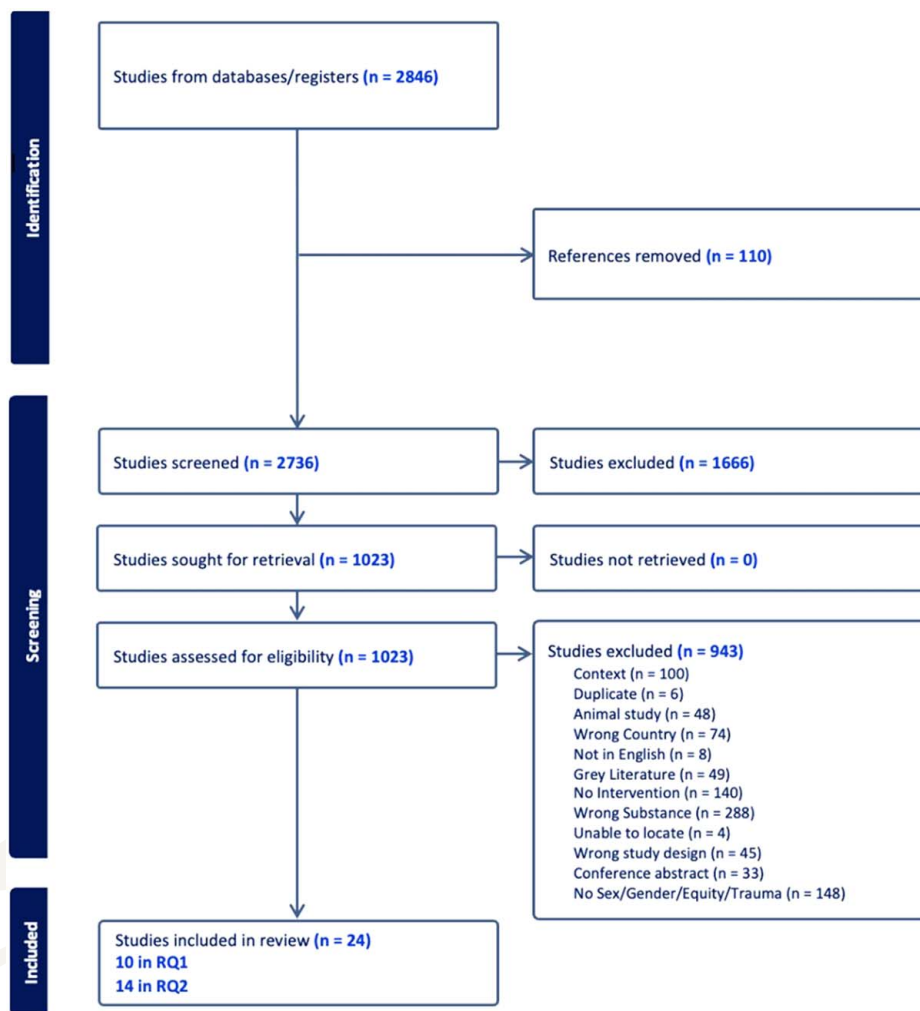 Identification
Studies from databases/registers (n = 2846)
References removed (n = 110)
Screening
Studies screened (n = 2736)
Studies excluded (n = 1666)
Studies sought for retrieval (n = 1023)
Studies not retrieved (n = 0)
Studies assessed for eligibility (n = 1023)
Studies excluded (n = 943)
Context (n = 100)
Duplicate (n = 6)
Animal study (n = 48)
Wrong Country (n = 74)
Not in English (n = 8)
Grey Literature (n = 49)
No Intervention (n = 140)
Wrong Substance (n = 288)
Unable to locate (n = 4)
Wrong study design (n = 45)
Conference abstract (n = 33)
No Sex/Gender/Equity/Trauma (n = 148)
Included
Studies included in review (n = 24)
10 in RQ1
14 in RQ2